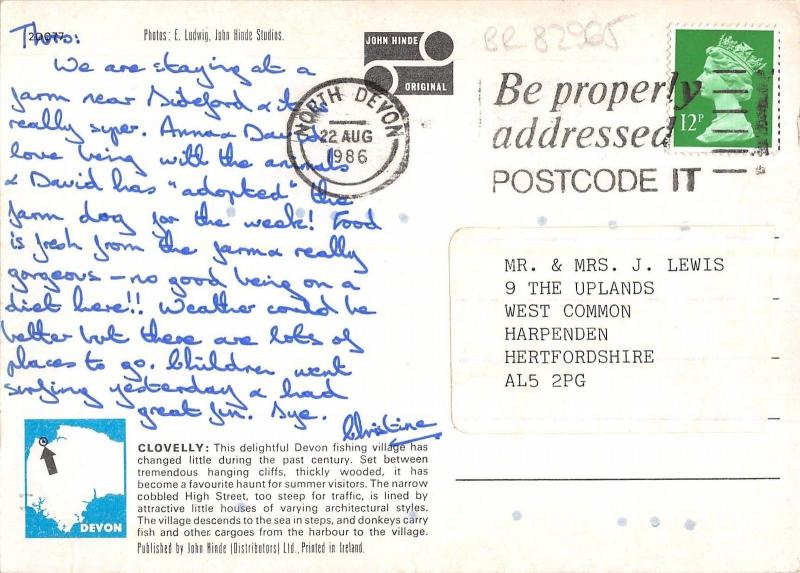 20077
Thurs:
Photos: E. Ludwig, John Hinde Studios.
We are staying at a
farm near Bideford & it's
really super. Anna & David
love being with the animals
& David has "adopted" the
farm dog for the week! Food
is fresh from the farm & really
gorgeous - no good being on a
diet here!! Weather could be
better but there are lots of
places to go. Children went
surfing yesterday & had
great fun. Bye.
Christine
JOHN HINDE
ORIGINAL
NORTH DEVON
22 AUG
1986
BR 82965
Be properly
addressed
POSTCODE IT
12P
MR. & MRS. J. LEWIS
9 THE UPLANDS
WEST COMMON
HARPENDEN
HERTFORDSHIRE
AL5 2PG
DEVON
CLOVELLY: This delightful Devon fishing village has
changed little during the past century. Set between
tremendous hanging cliffs, thickly wooded, it has
become a favourite haunt for summer visitors. The narrow
cobbled High Street, too steep for traffic, is lined by
attractive little houses of varying architectural styles.
The village descends to the sea in steps, and donkeys carry
fish and other cargoes from the harbour to the village.
Published by John Hinde (Distributors) Ltd., Printed in Ireland.